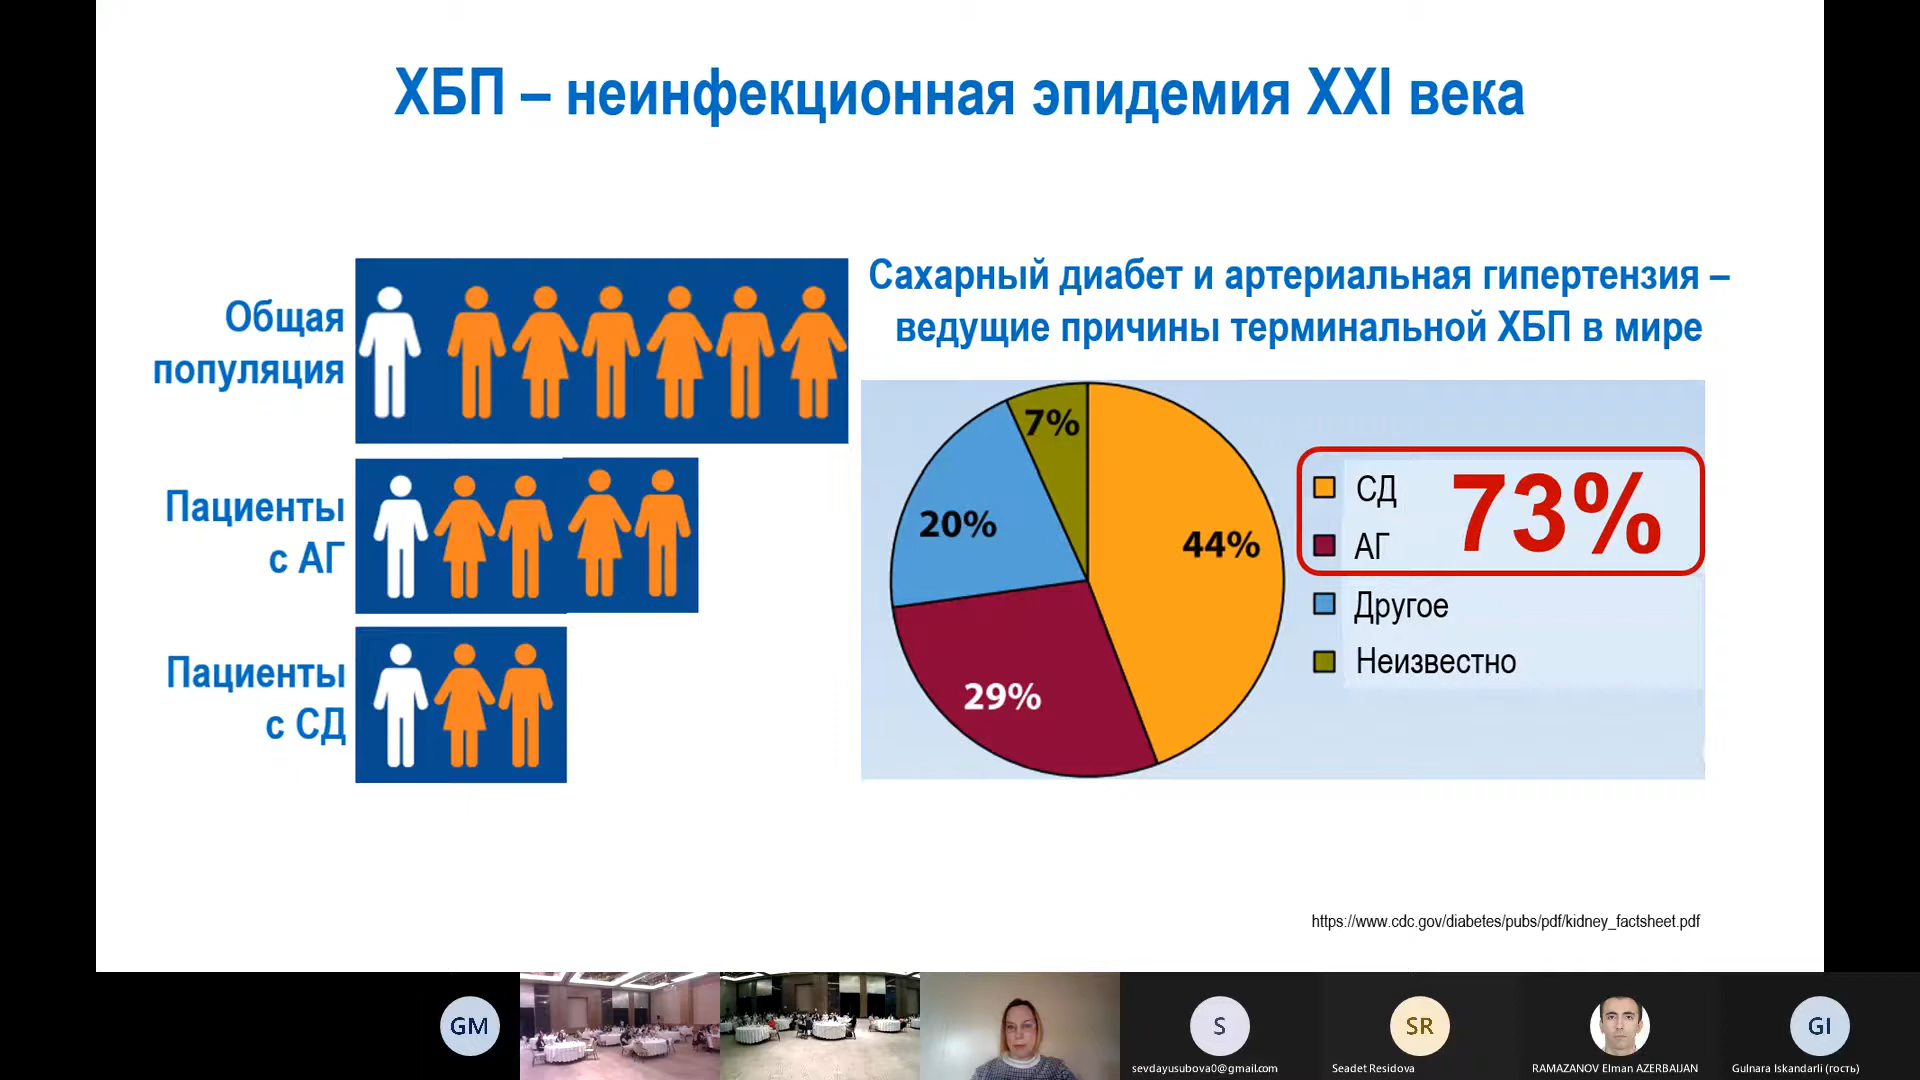 ХБП – неинфекционная эпидемия XXI века
Общая
популяция
Пациенты
с АГ
Пациенты
с СД
Сахарный диабет и артериальная гипертензия –
ведущие причины терминальной ХБП в мире
7%
20%
44%
29%
СД
АГ
73%
Другое
Неизвестно
https://www.cdc.gov/diabetes/pubs/pdf/kidney_factsheet.pdf
GM
S
SR
GI
sevdayusubova0@gmail.com
Seadet Residova
RAMAZANOV Elman AZERBAIJAN
Gulnara Iskandarli (гость)